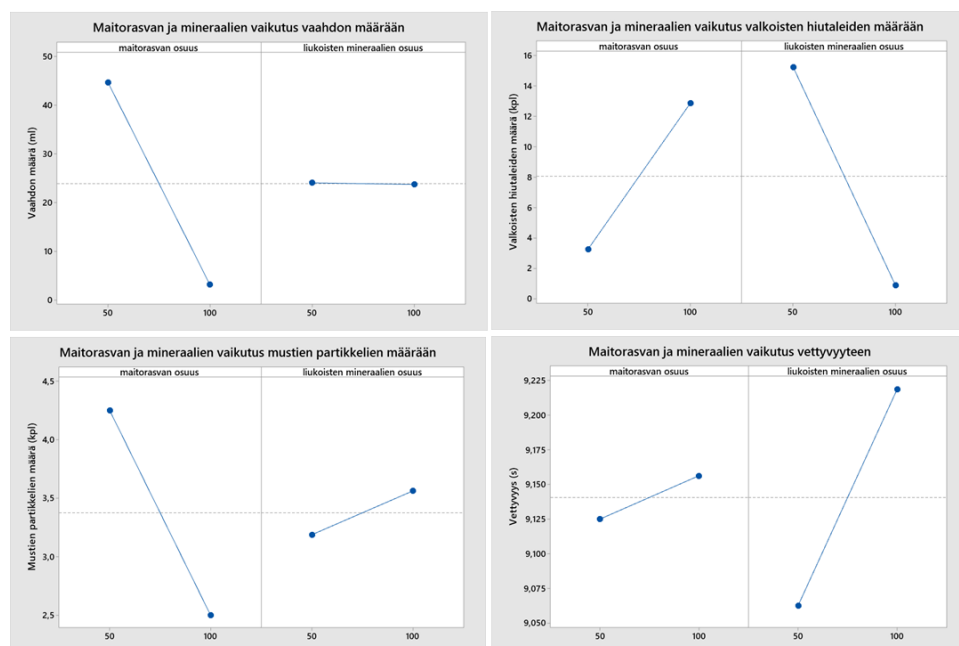 Maitorasvan ja mineraalien vaikutus vaahdon määrään
maitorasvan osuus
liukoisten mineraalien osuus
Vaahdon määrä (ml)
50
40
30
20
10
0
50
100
50
100
Maitorasvan ja mineraalien vaikutus valkoisten hiutaleiden määrään
maitorasvan osuus
liukoisten mineraalien osuus
Valkoisten hiutaleiden määrä (kpl)
16
14
12
10
8
6
4
2
0
50
100
50
100
Maitorasvan ja mineraalien vaikutus mustien partikkelien määrään
maitorasvan osuus
liukoisten mineraalien osuus
Mustien partikkelien määrä (kpl)
4,5
4,0
3,5
3,0
2,5
50
100
50
100
Maitorasvan ja mineraalien vaikutus vettyvyyteen
maitorasvan osuus
liukoisten mineraalien osuus
Vettyvyys (s)
9,225
9,200
9,175
9,150
9,125
9,100
9,075
9,050
50
100
50
100